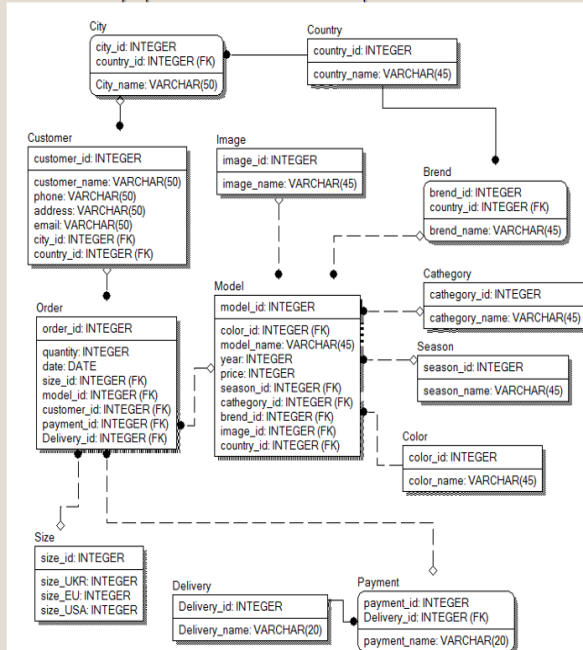 City
city_id: INTEGER
country_id: INTEGER (FK)
City_name: VARCHAR(50)
Country
country_id: INTEGER
country_name: VARCHAR(45)
Customer
customer_id: INTEGER
customer_name: VARCHAR(50)
phone: VARCHAR(50)
address: VARCHAR(50)
email: VARCHAR(50)
city_id: INTEGER (FK)
country_id: INTEGER (FK)
Image
image_id: INTEGER
image_name: VARCHAR(45)
Brend
brend_id: INTEGER
country_id: INTEGER (FK)
brend_name: VARCHAR(45)
Cathegory
cathegory_id: INTEGER
cathegory_name: VARCHAR(45)
Order
order_id: INTEGER
quantity: INTEGER
date: DATE
size_id: INTEGER (FK)
model_id: INTEGER (FK)
customer_id: INTEGER (FK)
payment_id: INTEGER (FK)
Delivery_id: INTEGER (FK)
Model
model_id: INTEGER
color_id: INTEGER (FK)
model_name: VARCHAR(45)
year: INTEGER
price: INTEGER
season_id: INTEGER (FK)
cathegory_id: INTEGER (FK)
brend_id: INTEGER (FK)
image_id: INTEGER (FK)
country_id: INTEGER (FK)
Season
season_id: INTEGER
season_name: VARCHAR(45)
Color
color_id: INTEGER
color_name: VARCHAR(45)
Size
size_id: INTEGER
size_UKR: INTEGER
size_EU: INTEGER
size_USA: INTEGER
Delivery
Delivery_id: INTEGER
Delivery_name: VARCHAR(20)
Payment
payment_id: INTEGER
Delivery_id: INTEGER (FK)
payment_name: VARCHAR(20)